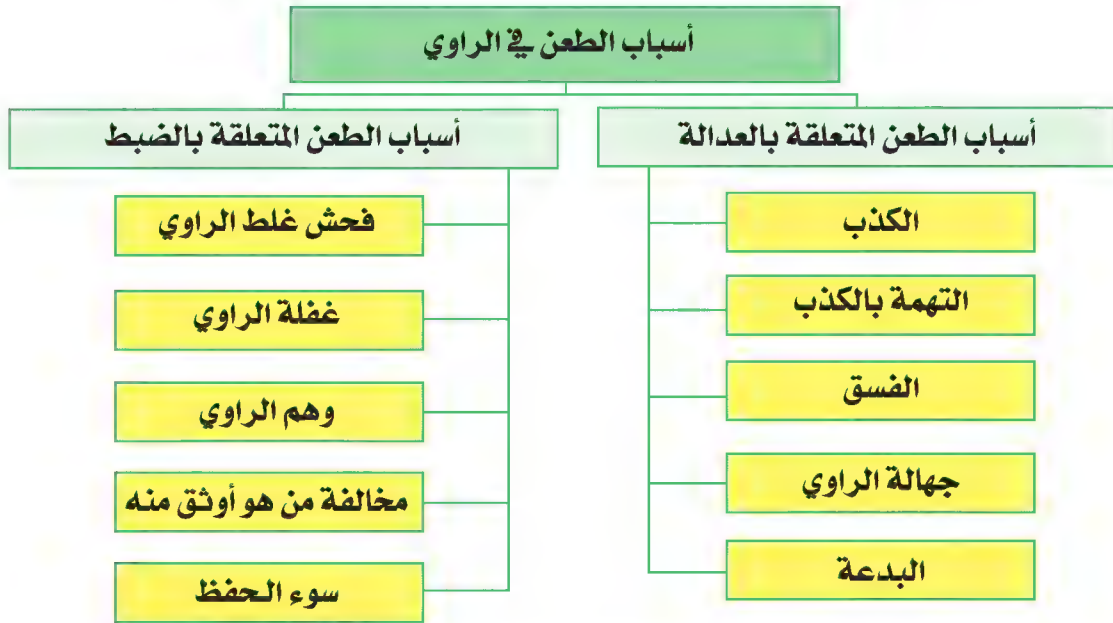 أسباب الطعن في الراوي
أسباب الطعن المتعلقة بالعدالة
الكذب
التهمة بالكذب
الفسق
جهالة الراوي
البدعة
أسباب الطعن المتعلقة بالضبط
فحش غلط الراوي
غفلة الراوي
وهم الراوي
مخالفة من هو أوثق منه
سوء الحفظ